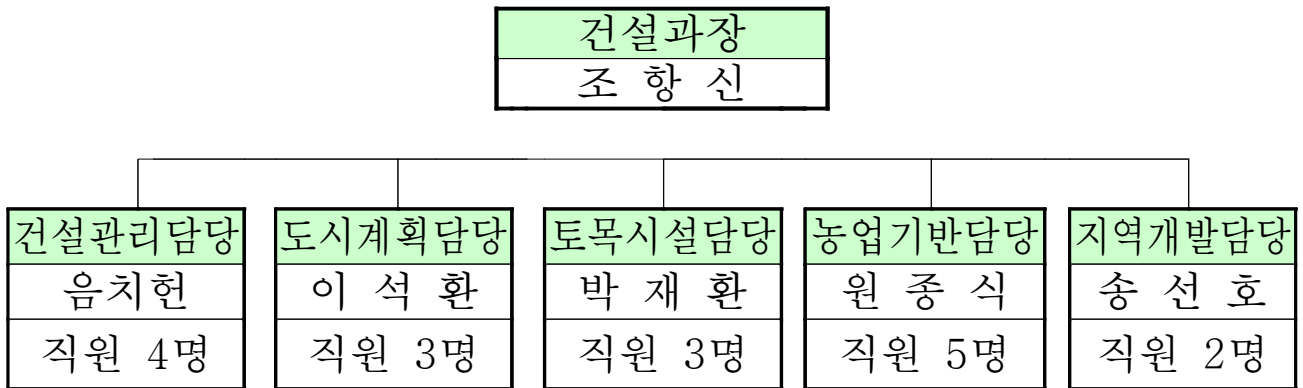 건설과장
조 항 신
건설관리담당 도시계획담당 토목시설담당 농업기반담당 지역개발담당
음치헌 이 석 환 박 재 환 원 종 식 송 선 호
직원 4명 직원 3명 직원 3명 직원 5명 직원 2명